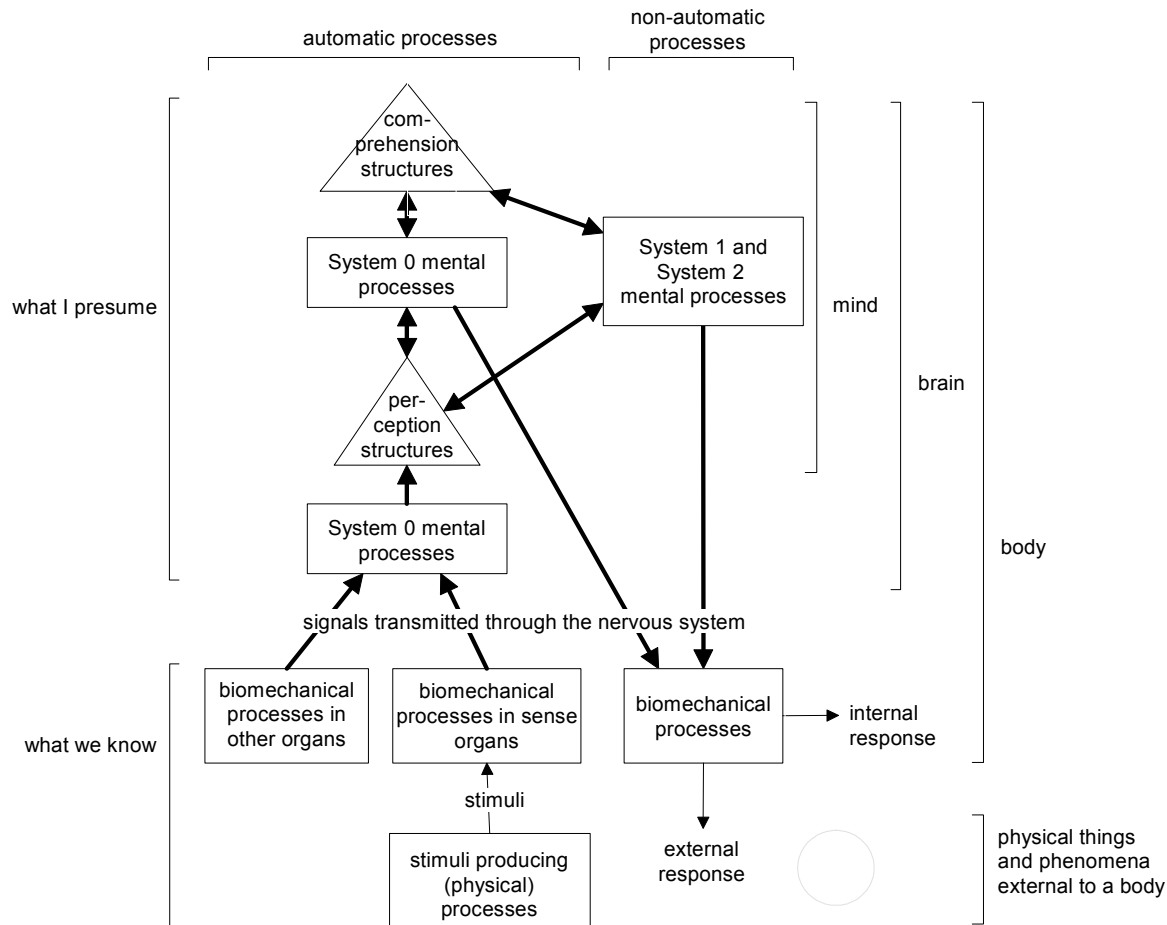 automatic processes
non-automatic
processes
com-
prehension
structures
System 0 mental
processes
System 1 and
System 2
mental processes
what I presume
mind
brain
per-
ception
structures
System 0 mental
processes
body
signals transmitted through the nervous system
biomechanical
processes in
other organs
biomechanical
processes in sense
organs
biomechanical
processes
internal
response
what we know
stimuli
stimuli producing
(physical)
processes
external
response
physical things
and phenomena
external to a body